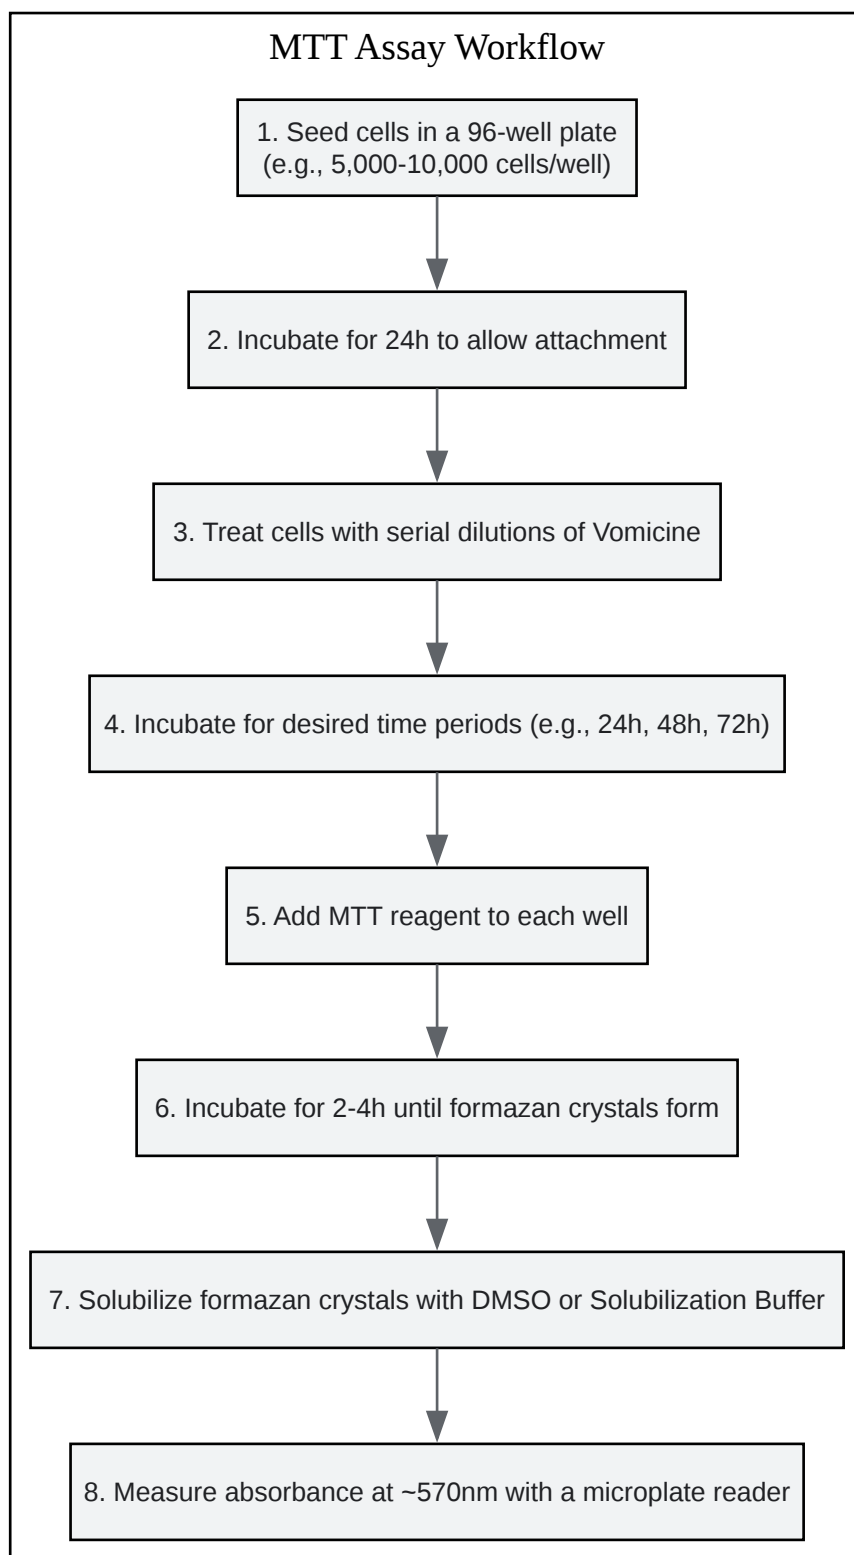 MTT Assay Workflow
1. Seed cells in a 96-well plate
(e.g., 5,000-10,000 cells/well)
2. Incubate for 24h to allow attachment
3. Treat cells with serial dilutions of Vomicine
4. Incubate for desired time periods (e.g., 24h, 48h, 72h)
5. Add MTT reagent to each well
6. Incubate for 2-4h until formazan crystals form
7. Solubilize formazan crystals with DMSO or Solubilization Buffer
8. Measure absorbance at ~570nm with a microplate reader